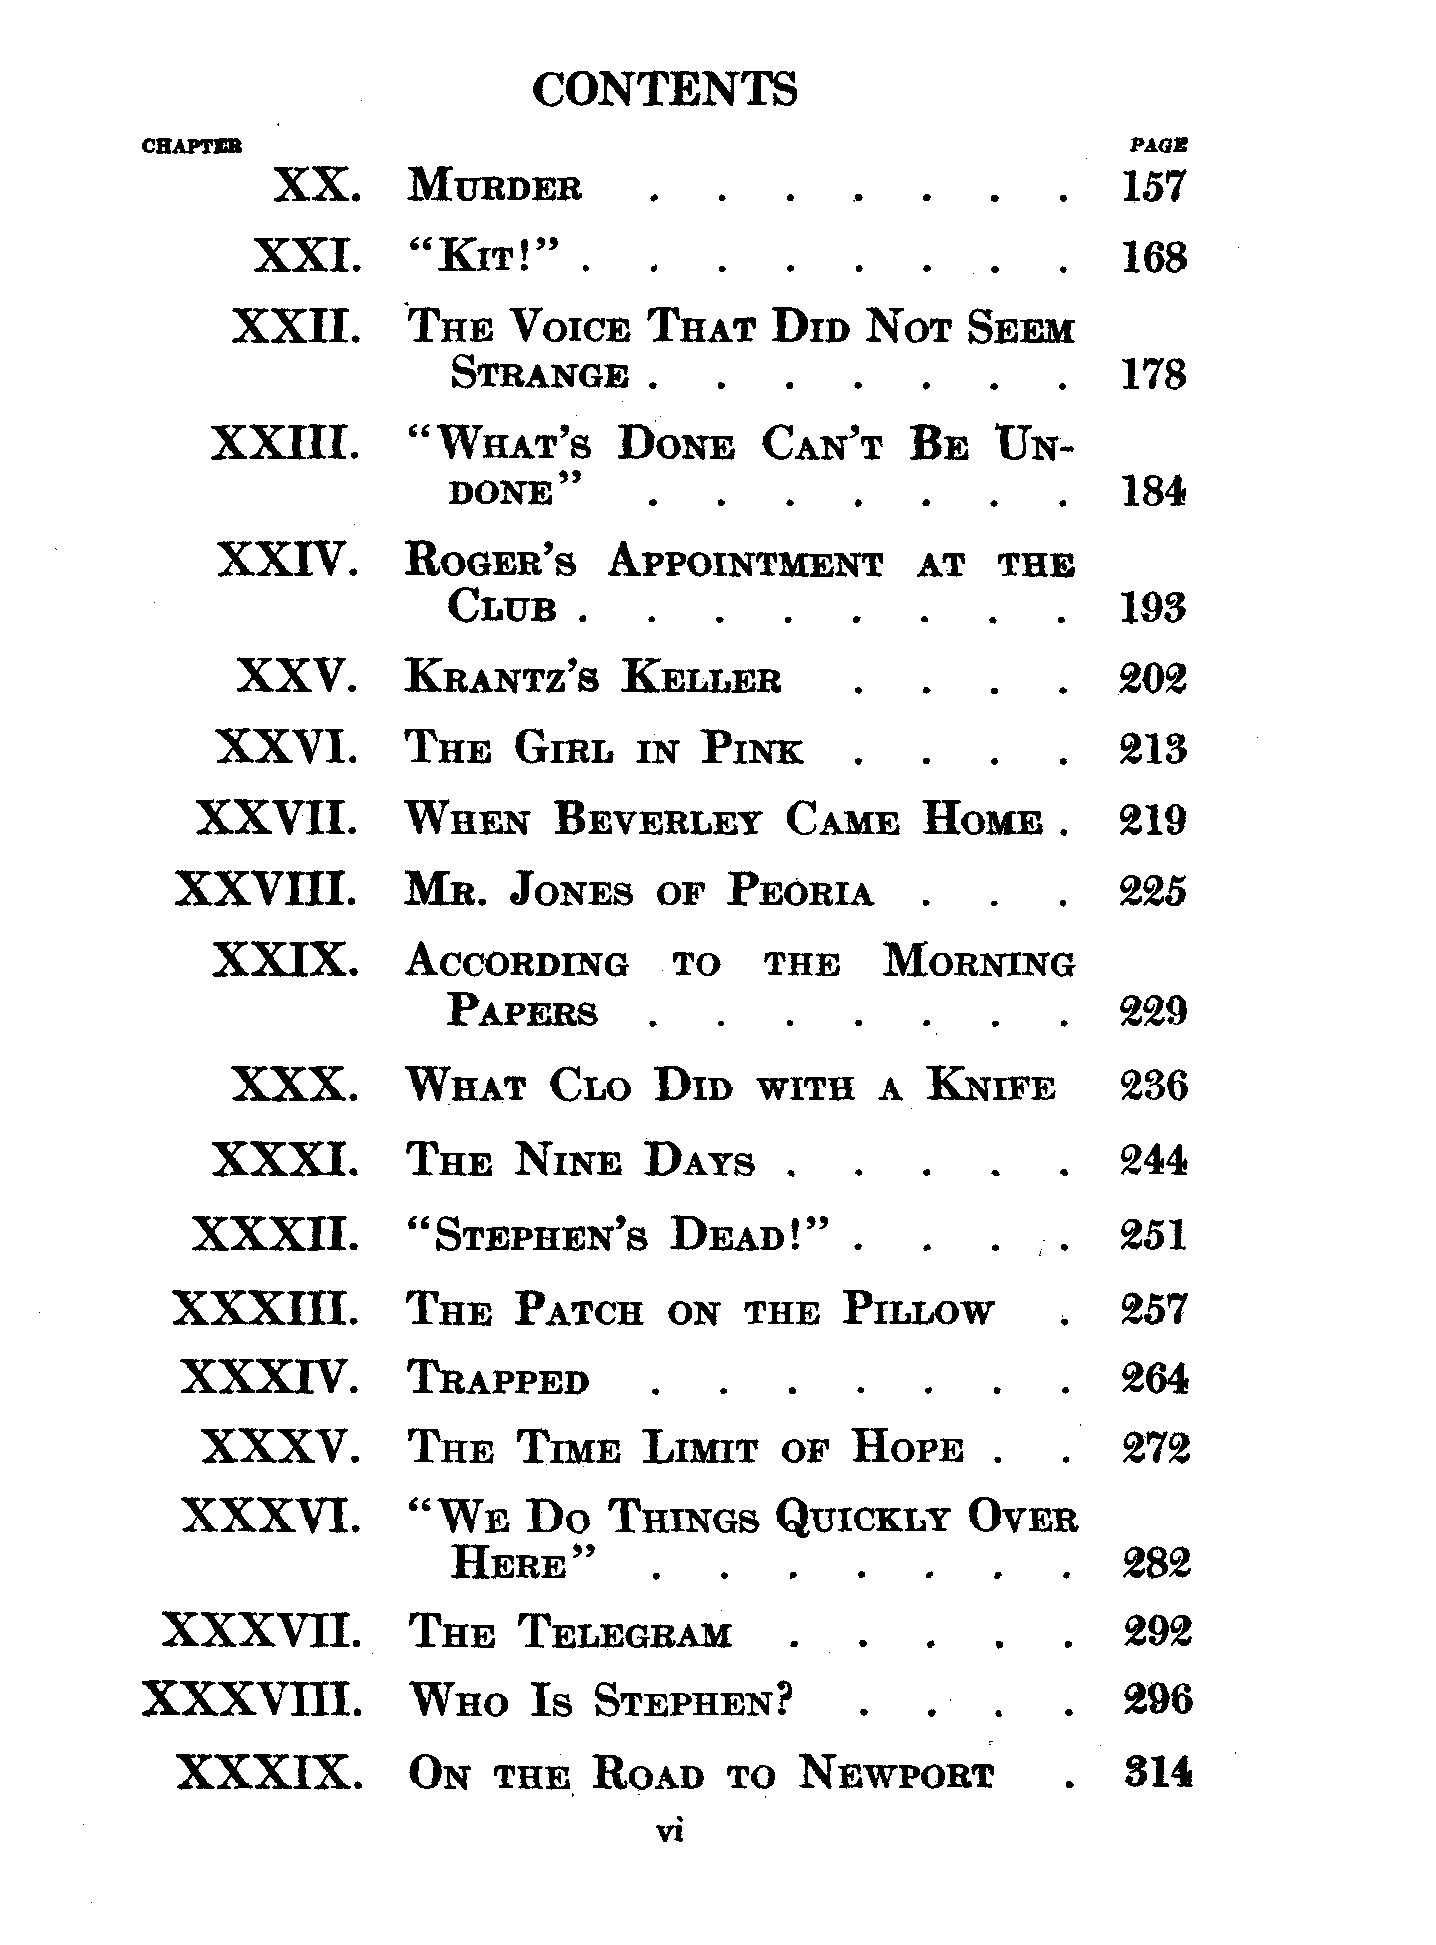 CONTENTS
CHAPTER PAGE
XX. MURDER . . . . . . . 157
XXI. "KIT!" . . . . . . . . 168
XXII. THE VOICE THAT DID NOT SEEM
STRANGE . . . . . . . 178
XXIII. "WHAT'S DONE CAN'T BE UN-
DONE" . . . . . . . 184
XXIV. ROGER'S APPOINTMENT AT THE
CLUB . . . . . . . . 193
XXV. KRANTZ'S KELLER . . . . 202
XXVI. THE GIRL IN PINK . . . . 213
XXVII. WHEN BEVERLEY CAME HOME . 219
XXVIII. MR. JONES OF PEORIA . . . 225
XXIX. ACCORDING TO THE MORNING
PAPERS . . . . . . . 229
XXX. WHAT CLO DID WITH A KNIFE 236
XXXI. THE NINE DAYS . . . . . 244
XXXII. "STEPHEN'S DEAD!" . . . . 251
XXXIII. THE PATCH ON THE PILLOW . 257
XXXIV. TRAPPED . . . . . . . 264
XXXV. THE TIME LIMIT OF HOPE . . 272
XXXVI. "WE DO THINGS QUICKLY OVER
HERE" . . . . . . . 282
XXXVII. THE TELEGRAM . . . . . 292
XXXVIII. WHO IS STEPHEN? . . . . 296
XXXIX. ON THE ROAD TO NEWPORT . 314
vi